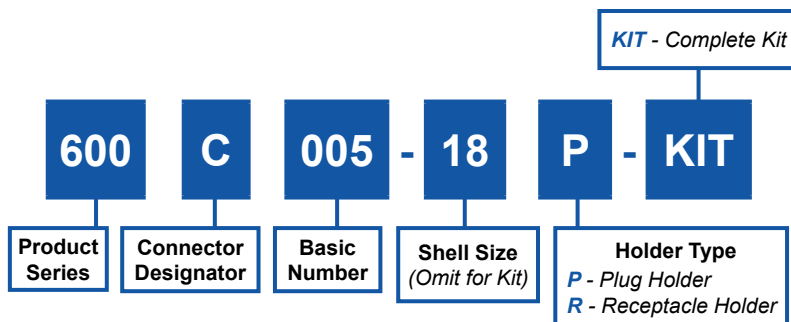 KIT - Complete Kit
600 C 005 - 18 P - KIT
Product Series
Connector Designator
Basic Number
Shell Size
(Omit for Kit)
Holder Type
P - Plug Holder
R - Receptacle Holder